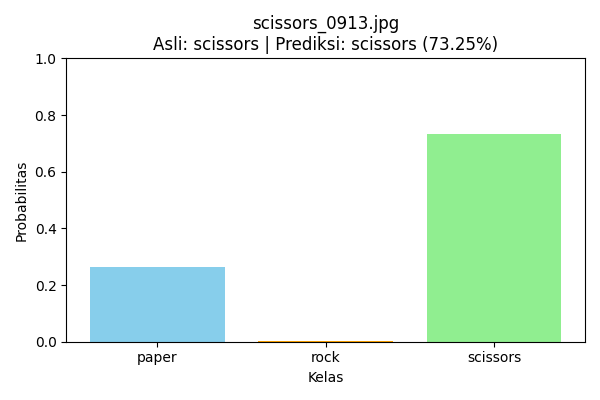 scissors_0913.jpg
Asli: scissors | Prediksi: scissors (73.25%)
Probabilitas
1.0
0.8
0.6
0.4
0.2
0.0
paper rock scissors
Kelas